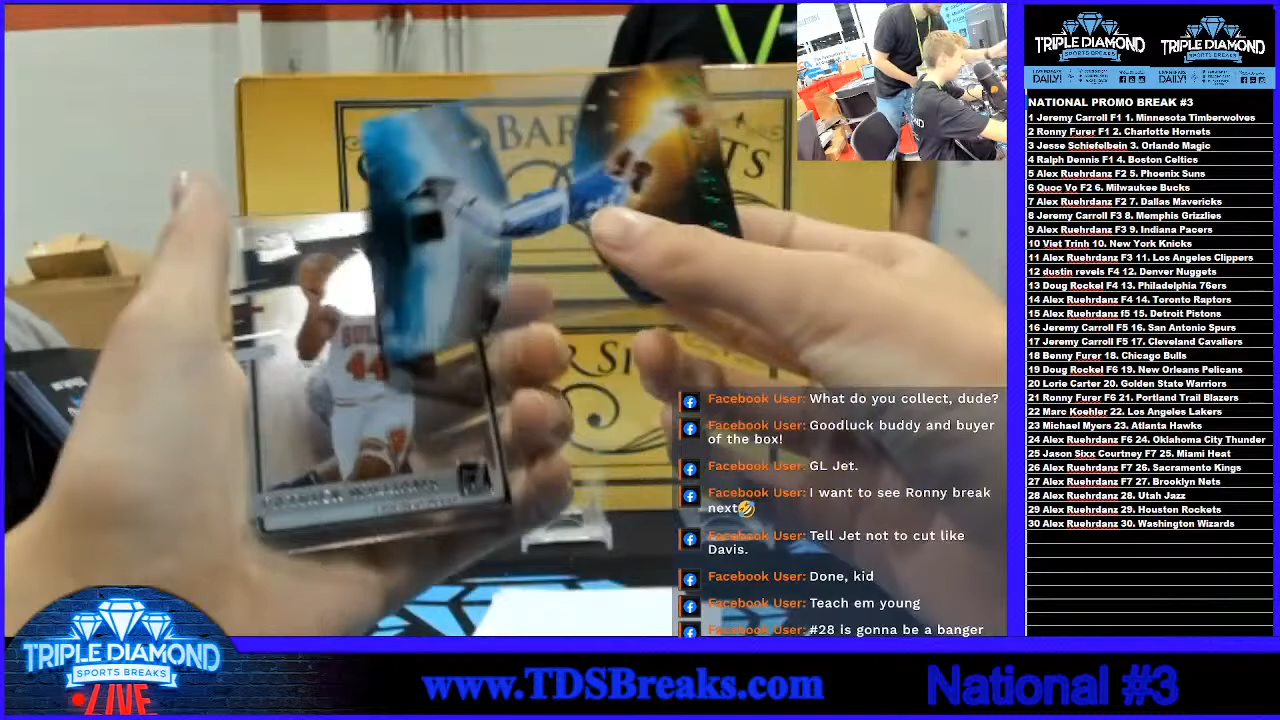 TRIPLE DIAMOND
SPORTS BREAKS
TRIPLE DIAMOND
SPORTS BREAKS
DAILY!
DAILY!
NATIONAL PROMO BREAK #3
1 Jeremy Carroll F1 1. Minnesota Timberwolves
2 Ronny Furer F1 2. Charlotte Hornets
3 Jesse Schiefelbein 3. Orlando Magic
4 Ralph Dennis F1 4. Boston Celtics
5 Alex Ruehrdanz F2 5. Phoenix Suns
6 Quoc Vo F2 6. Milwaukee Bucks
7 Alex Ruehrdanz F2 7. Dallas Mavericks
8 Jeremy Carroll F3 8. Memphis Grizzlies
9 Alex Ruehrdanz F3 9. Indiana Pacers
10 Viet Trinh 10. New York Knicks
11 Alex Ruehrdanz F3 11. Los Angeles Clippers
12 dustin revels F4 12. Denver Nuggets
13 Doug Rockel F4 13. Philadelphia 76ers
14 Alex Ruehrdanz F4 14. Toronto Raptors
15 Alex Ruehrdanz f5 15. Detroit Pistons
16 Jeremy Carroll F5 16. San Antonio Spurs
17 Jeremy Carroll F5 17. Cleveland Cavaliers
18 Benny Furer 18. Chicago Bulls
19 Doug Rockel F6 19. New Orleans Pelicans
20 Lorie Carter 20. Golden State Warriors
21 Ronny Furer F6 21. Portland Trail Blazers
22 Marc Koehler 22. Los Angeles Lakers
23 Michael Myers 23. Atlanta Hawks
24 Alex Ruehrdanz F6 24. Oklahoma City Thunder
25 Jason Sixx Courtney F7 25. Miami Heat
26 Alex Ruehrdanz F7 26. Sacramento Kings
27 Alex Ruehrdanz F7 27. Brooklyn Nets
28 Alex Ruehrdanz 28. Utah Jazz
29 Alex Ruehrdanz 29. Houston Rockets
30 Alex Ruehrdanz 30. Washington Wizards
BAR
44
Facebook User: What do you collect, dude?
Facebook User: Goodluck buddy and buyer
of the box!
Facebook User: GL Jet.
Facebook User: I want to see Ronny break
next🤣
Facebook User: Tell Jet not to cut like
Davis.
Facebook User: Done, kid
Facebook User: Teach em young
Facebook User: #28 is gonna be a banger
TRIPLE DIAMOND
SPORTS BREAKS
LIVE
www.TDSBreaks.com
National #3